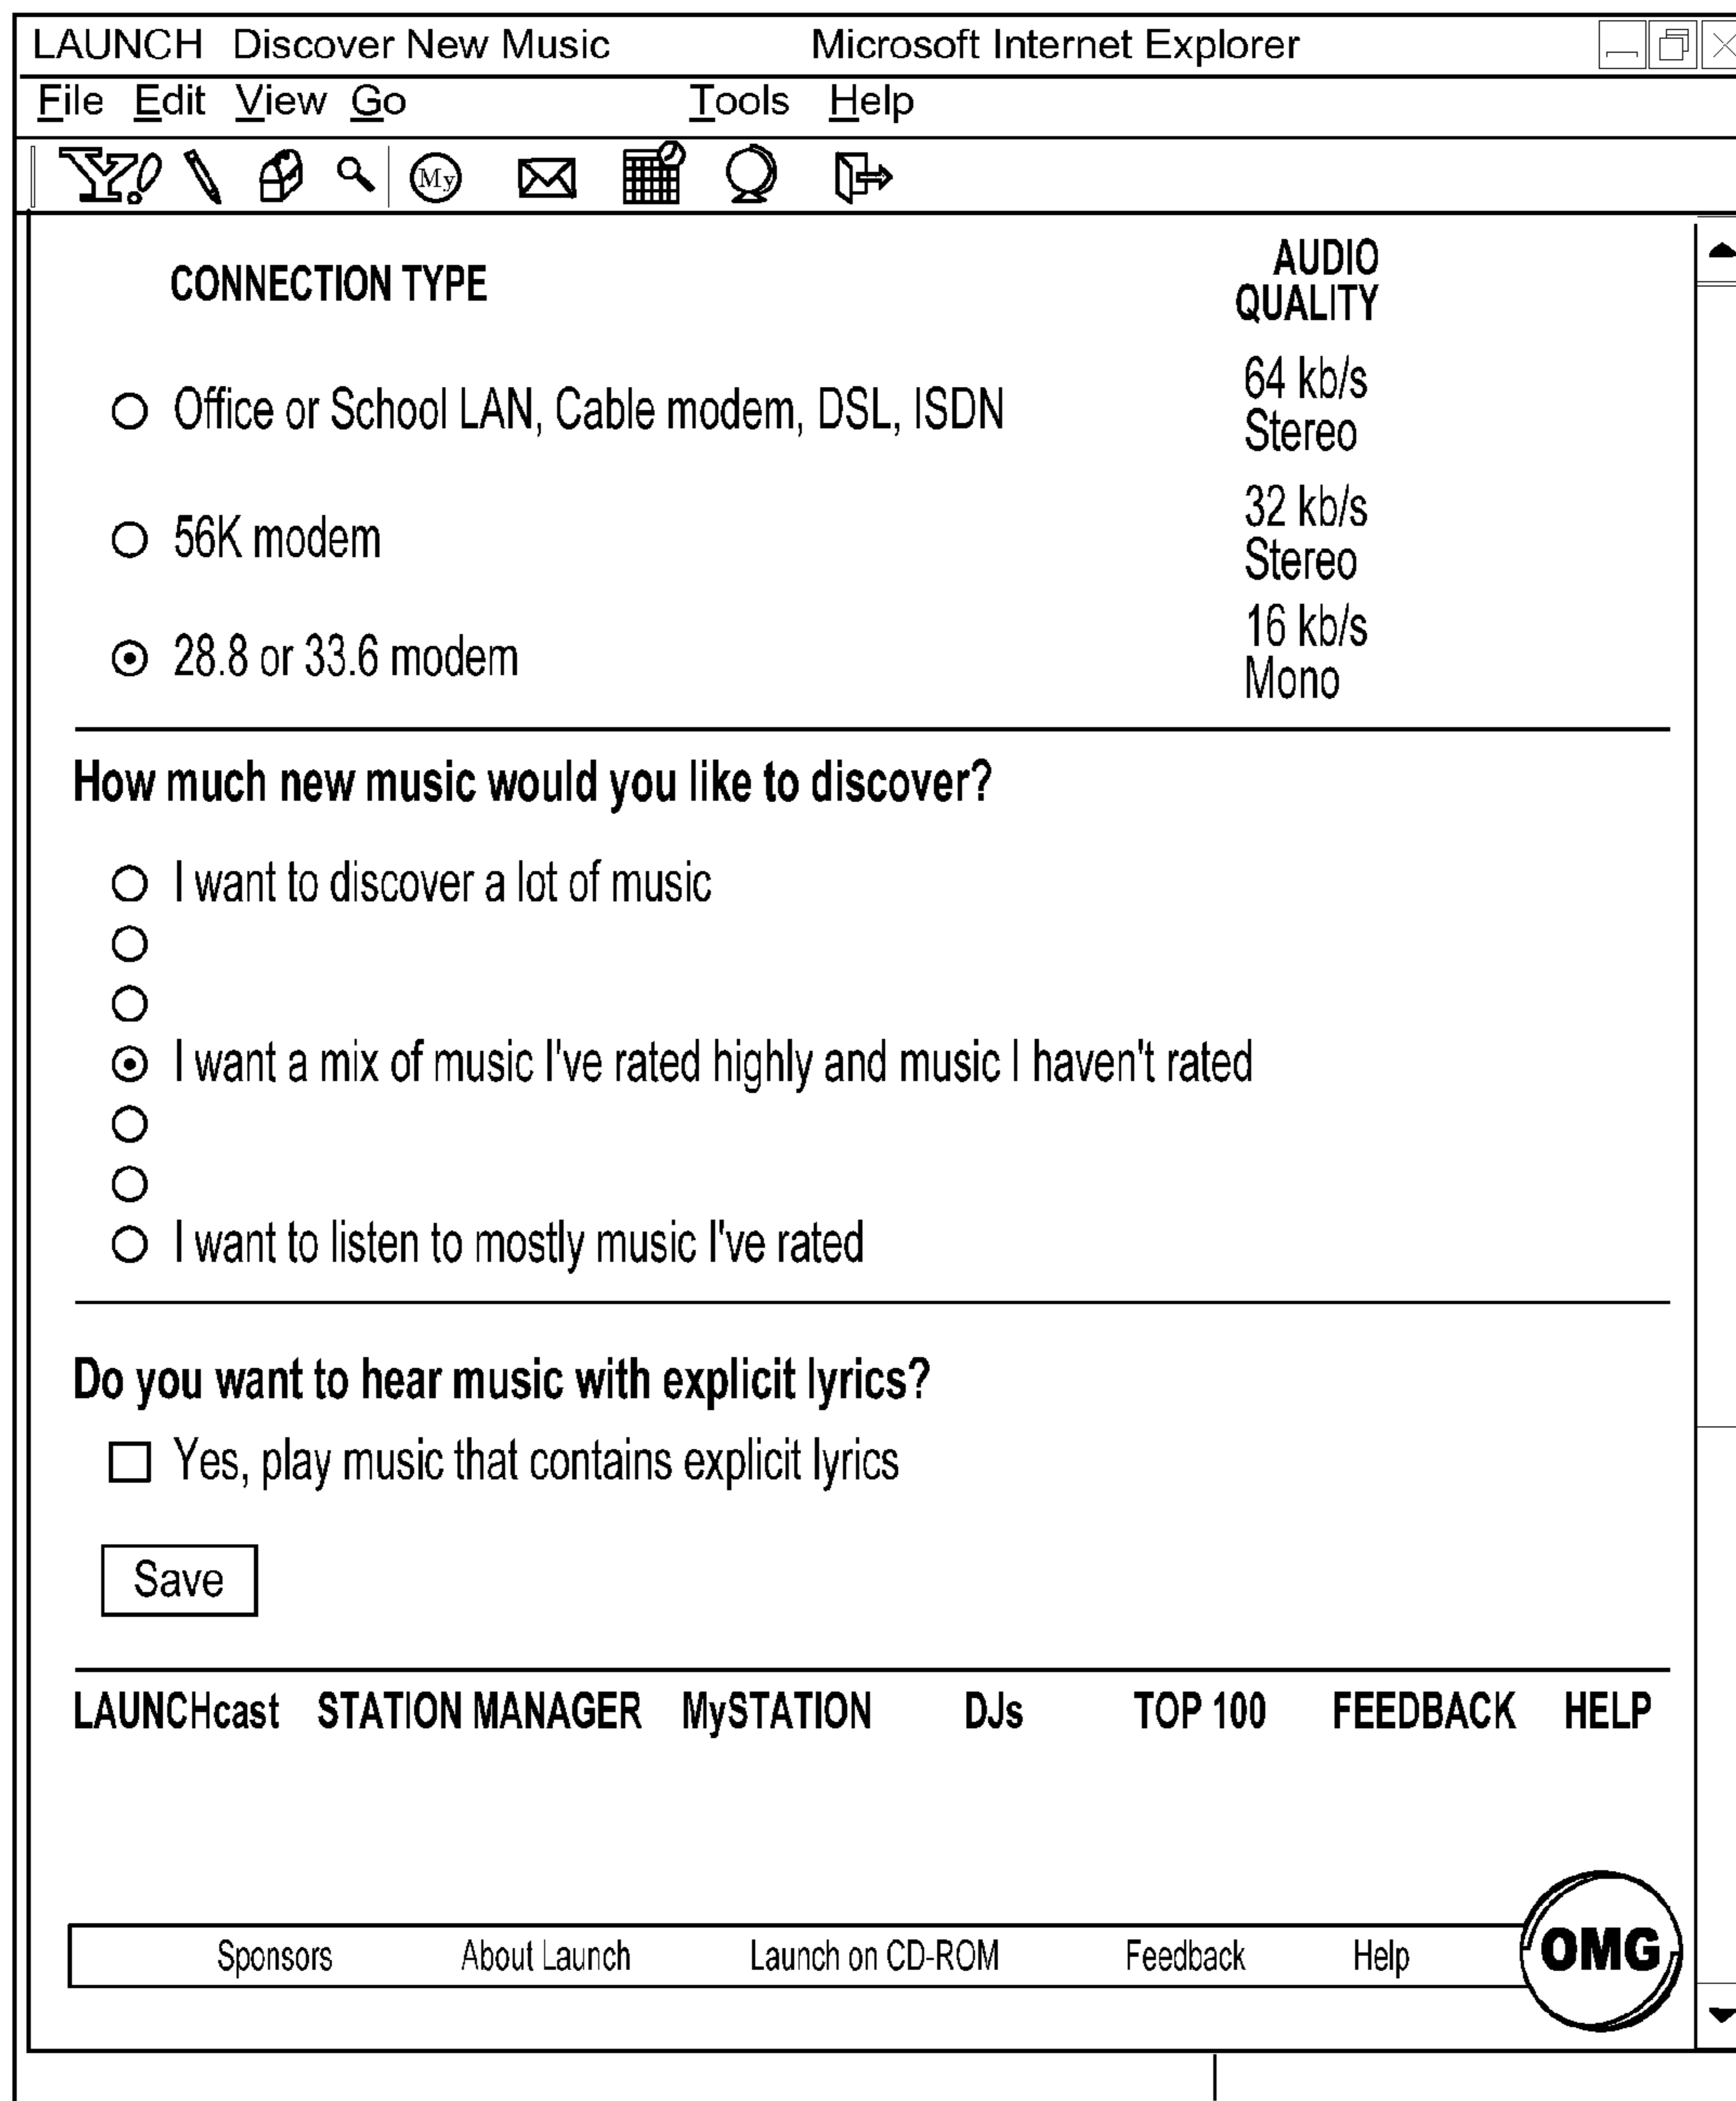 LAUNCH Discover New Music Microsoft Internet Explorer
File Edit View Go Tools Help
Y! My
CONNECTION TYPE AUDIO QUALITY
Office or School LAN, Cable modem, DSL, ISDN 64 kb/s Stereo
56K modem 32 kb/s Stereo
28.8 or 33.6 modem 16 kb/s Mono
How much new music would you like to discover?
I want to discover a lot of music
I want a mix of music I've rated highly and music I haven't rated
I want to listen to mostly music I've rated
Do you want to hear music with explicit lyrics?
Yes, play music that contains explicit lyrics
Save
LAUNCHcast STATION MANAGER MySTATION DJs TOP 100 FEEDBACK HELP
Sponsors About Launch Launch on CD-ROM Feedback Help OMG